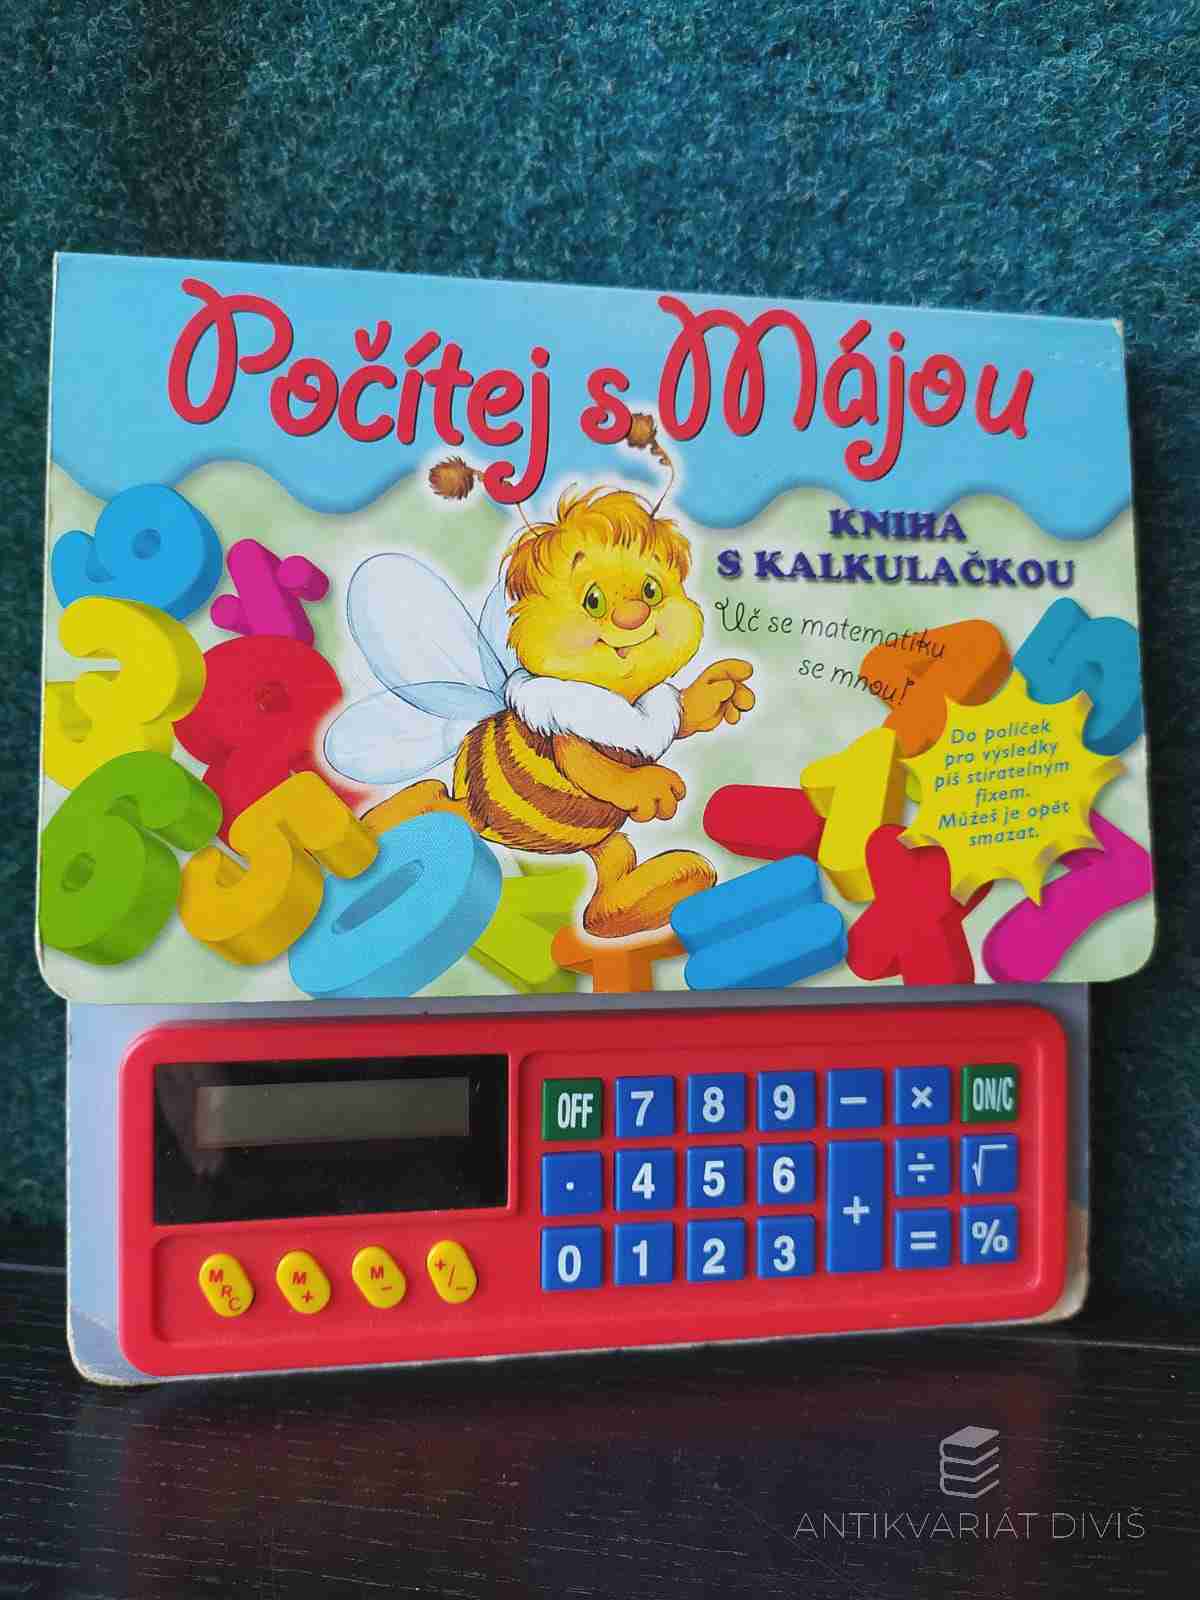 Počítej s Májou
KNIHA
S KALKULAČKOU
Uč se matematiku
se mnou!
Do políček
pro výsledky
piš stíratelným
fixem.
Můžeš je opět
smazat.
OFF 7 8 9 − × ON/C
· 4 5 6 + ÷ √
0 1 2 3 = %
MRC M+ M− +/−
ANTIKVARIÁT DIVIŠ